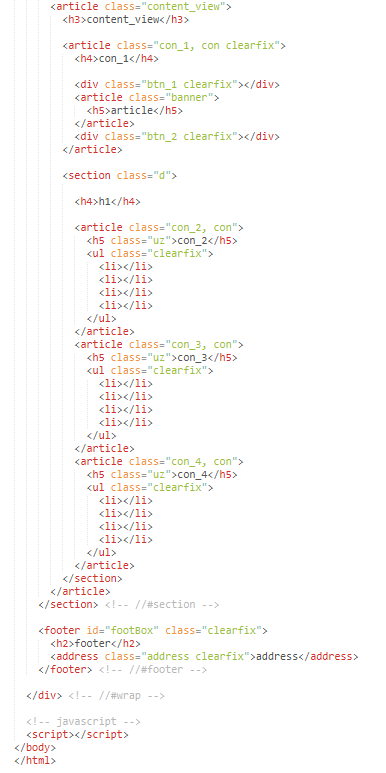 <article class="content_view">
<h3>content_view</h3>
<article class="con_1, con clearfix">
<h4>con_1</h4>
<div class="btn_1 clearfix"></div>
<article class="banner">
<h5>article</h5>
</article>
<div class="btn_2 clearfix"></div>
</article>
<section class="d">
<h4>h1</h4>
<article class="con_2, con">
<h5 class="uz">con_2</h5>
<ul class="clearfix">
<li></li>
<li></li>
<li></li>
<li></li>
</ul>
</article>
<article class="con_3, con">
<h5 class="uz">con_3</h5>
<ul class="clearfix">
<li></li>
<li></li>
<li></li>
<li></li>
</ul>
</article>
<article class="con_4, con">
<h5 class="uz">con_4</h5>
<ul class="clearfix">
<li></li>
<li></li>
<li></li>
<li></li>
</ul>
</article>
</section>
</article>
</section> <!-- //#section -->
<footer id="footBox" class="clearfix">
<h2>footer</h2>
<address class="address clearfix">address</address>
</footer> <!-- //#footer -->
</div> <!-- //#wrap -->
<!-- javascript -->
<script></script>
</body>
</html>